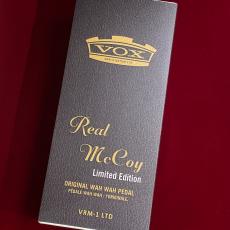 VOX
Real
McCoy
Limited Edition
ORIGINAL WAH WAH PEDAL
VRM-1 LTD